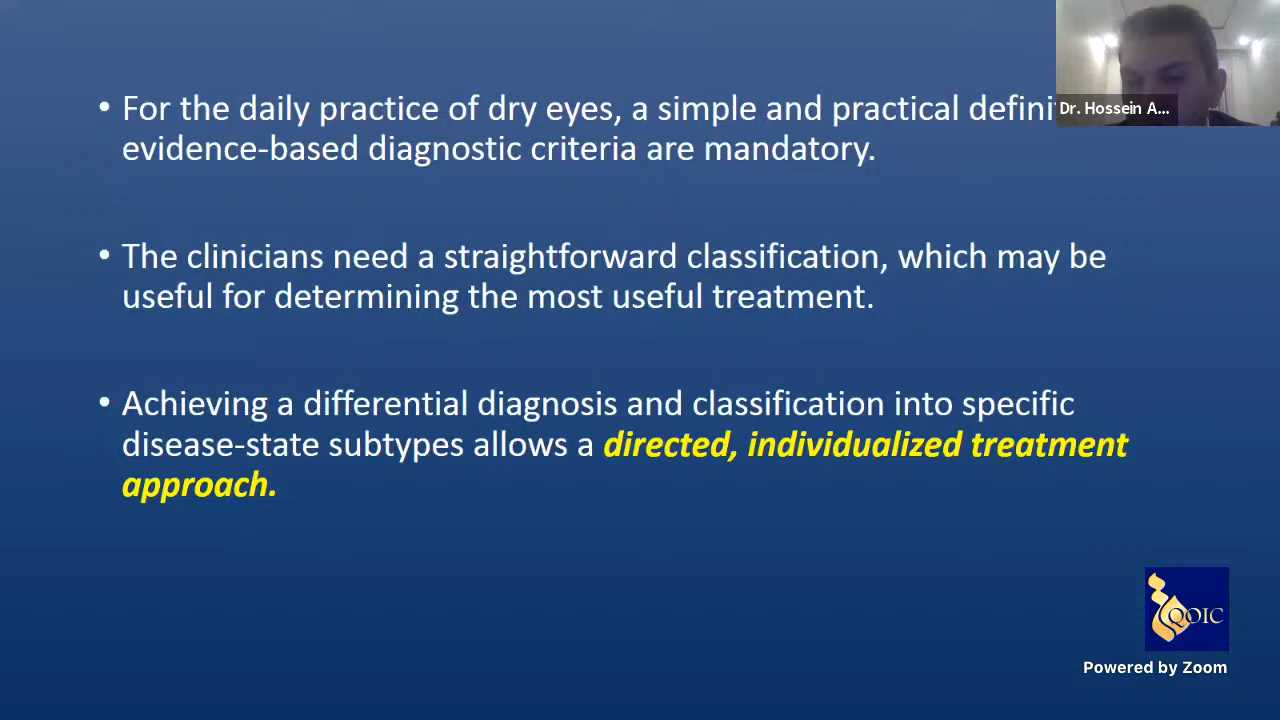 • For the daily practice of dry eyes, a simple and practical
evidence-based diagnostic criteria are mandatory.
• The clinicians need a straightforward classification, which may be
useful for determining the most useful treatment.
• Achieving a differential diagnosis and classification into specific
disease-state subtypes allows a directed, individualized treatment
approach.
Dr. Hossein A...
QOIC
Powered by Zoom